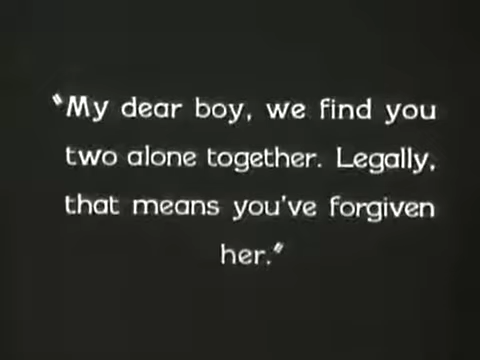 "My dear boy, we find you
two alone together. Legally,
that means you've forgiven
her."